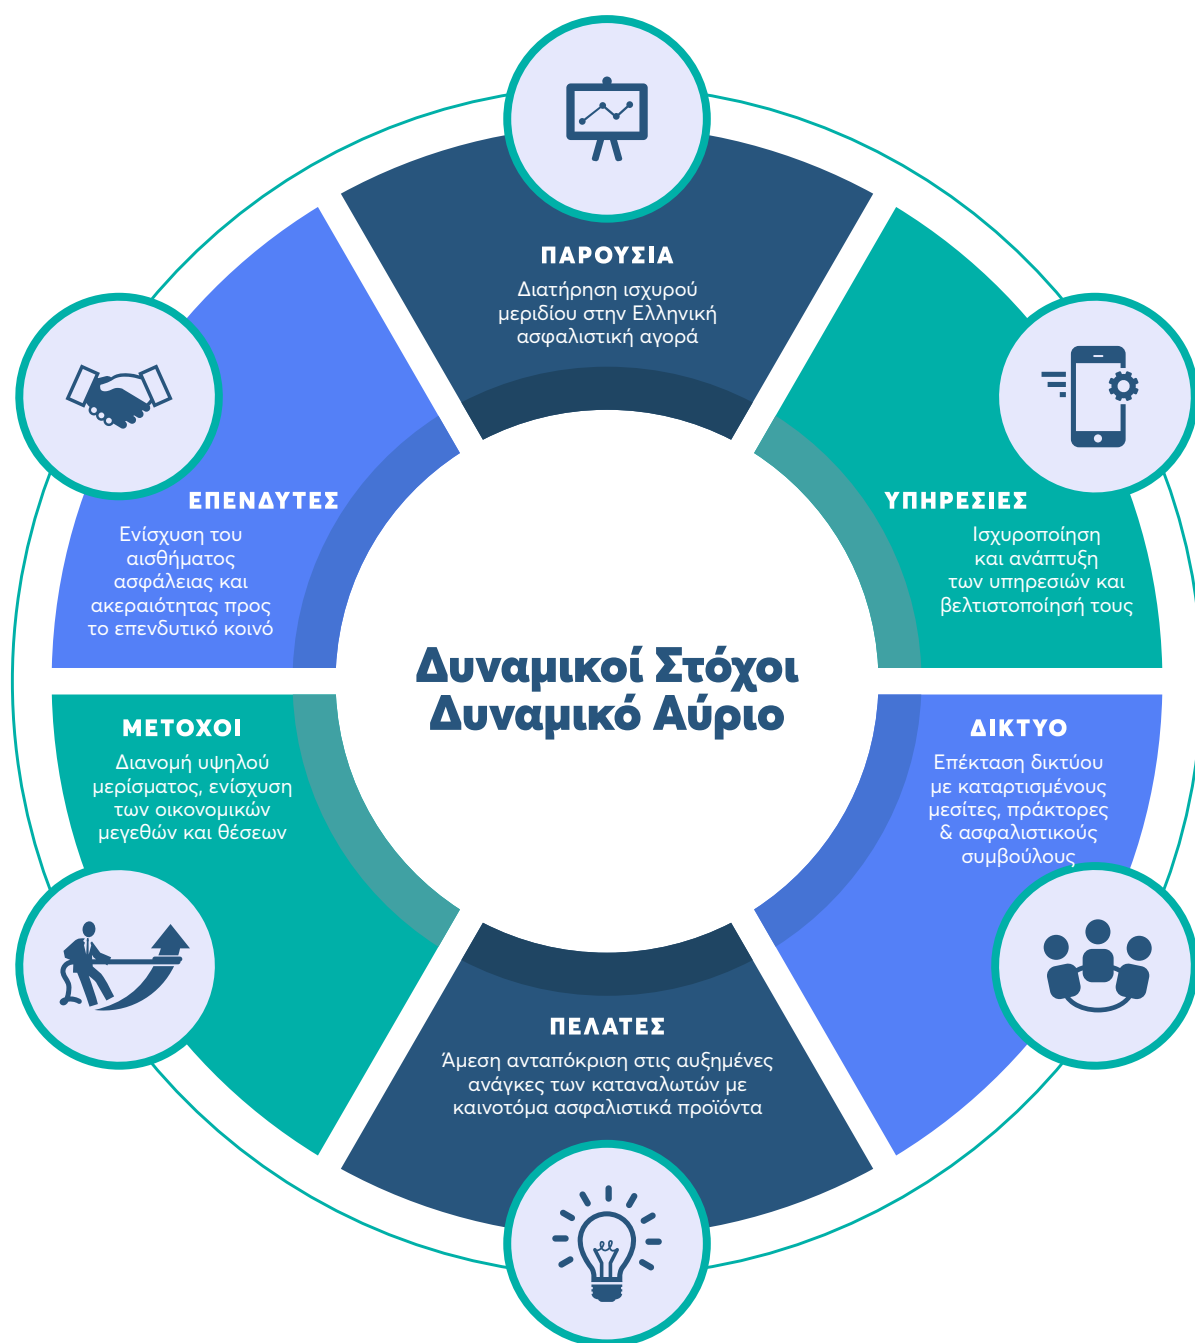 ΠΑΡΟΥΣΙΑ
Διατήρηση ισχυρού
μεριδίου στην Ελληνική
ασφαλιστική αγορά
ΕΠΕΝΔΥΤΕΣ
Ενίσχυση του
αισθήματος
ασφάλειας και
ακεραιότητας προς
το επενδυτικό κοινό
ΥΠΗΡΕΣΙΕΣ
Ισχυροποίηση
και ανάπτυξη
των υπηρεσιών και
βελτιστοποίησή τους
Δυναμικοί Στόχοι
Δυναμικό Αύριο
ΜΕΤΟΧΟΙ
Διανομή υψηλού
μερίσματος, ενίσχυση
των οικονομικών
μεγεθών και θέσεων
ΔΙΚΤΥΟ
Επέκταση δικτύου
με καταρτισμένους
μεσίτες, πράκτορες
& ασφαλιστικούς
συμβούλους
ΠΕΛΑΤΕΣ
Άμεση ανταπόκριση στις αυξημένες
ανάγκες των καταναλωτών με
καινοτόμα ασφαλιστικά προϊόντα